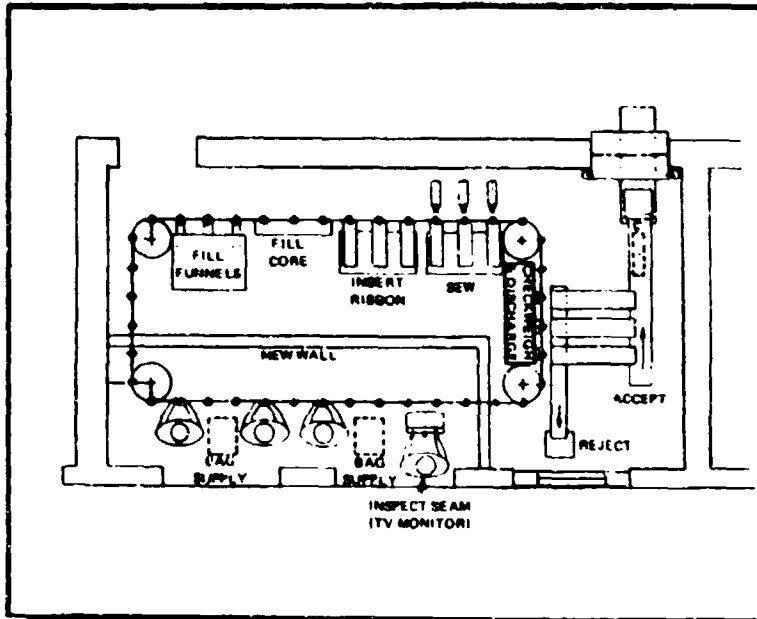 FILL
FUNNELS
FILL
CORE
INSERT
RIBBON
SEW
CHECKWEIGH
& DISCHARGE
NEW WALL
ACCEPT
REJECT
BAG
SUPPLY
BAG
SUPPLY
INSPECT SEAM
(TV MONITOR)